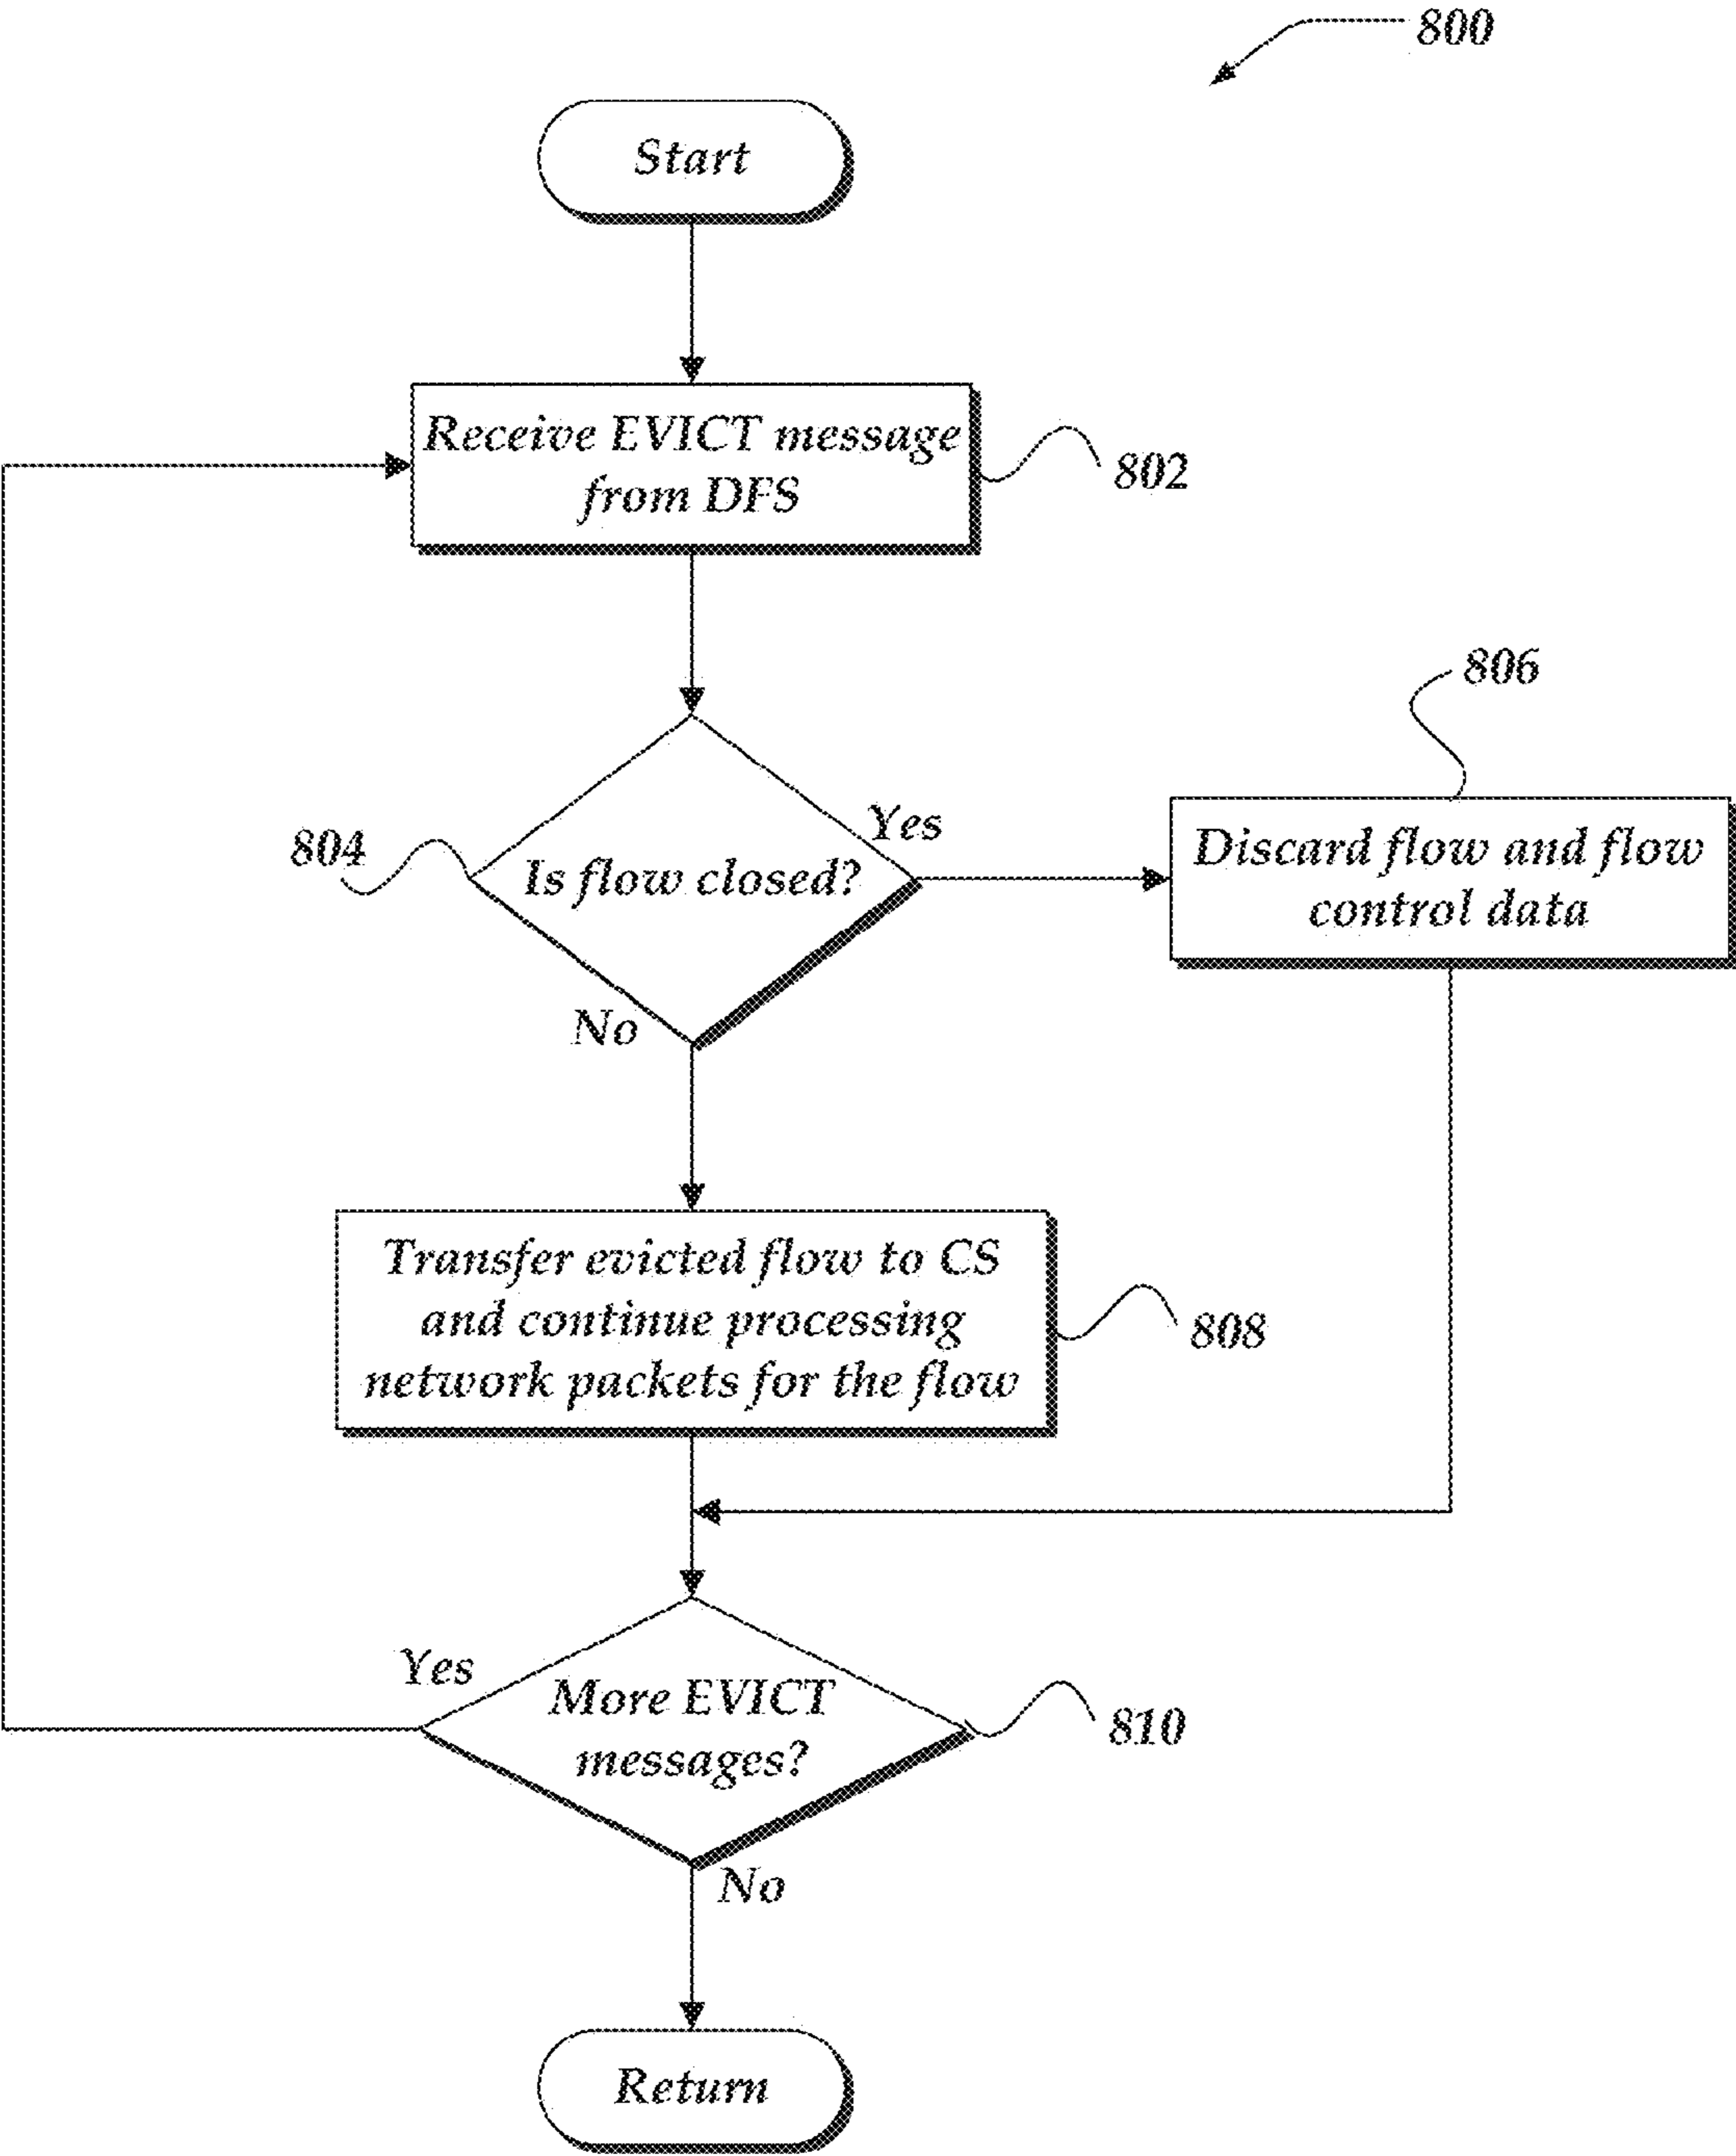 800
Start
Receive EVICT message
from DFS
802
806
Yes
804
Is flow closed?
Discard flow and flow
control data
No
Transfer evicted flow to CS
and continue processing
network packets for the flow
808
Yes
More EVICT
messages?
810
No
Return